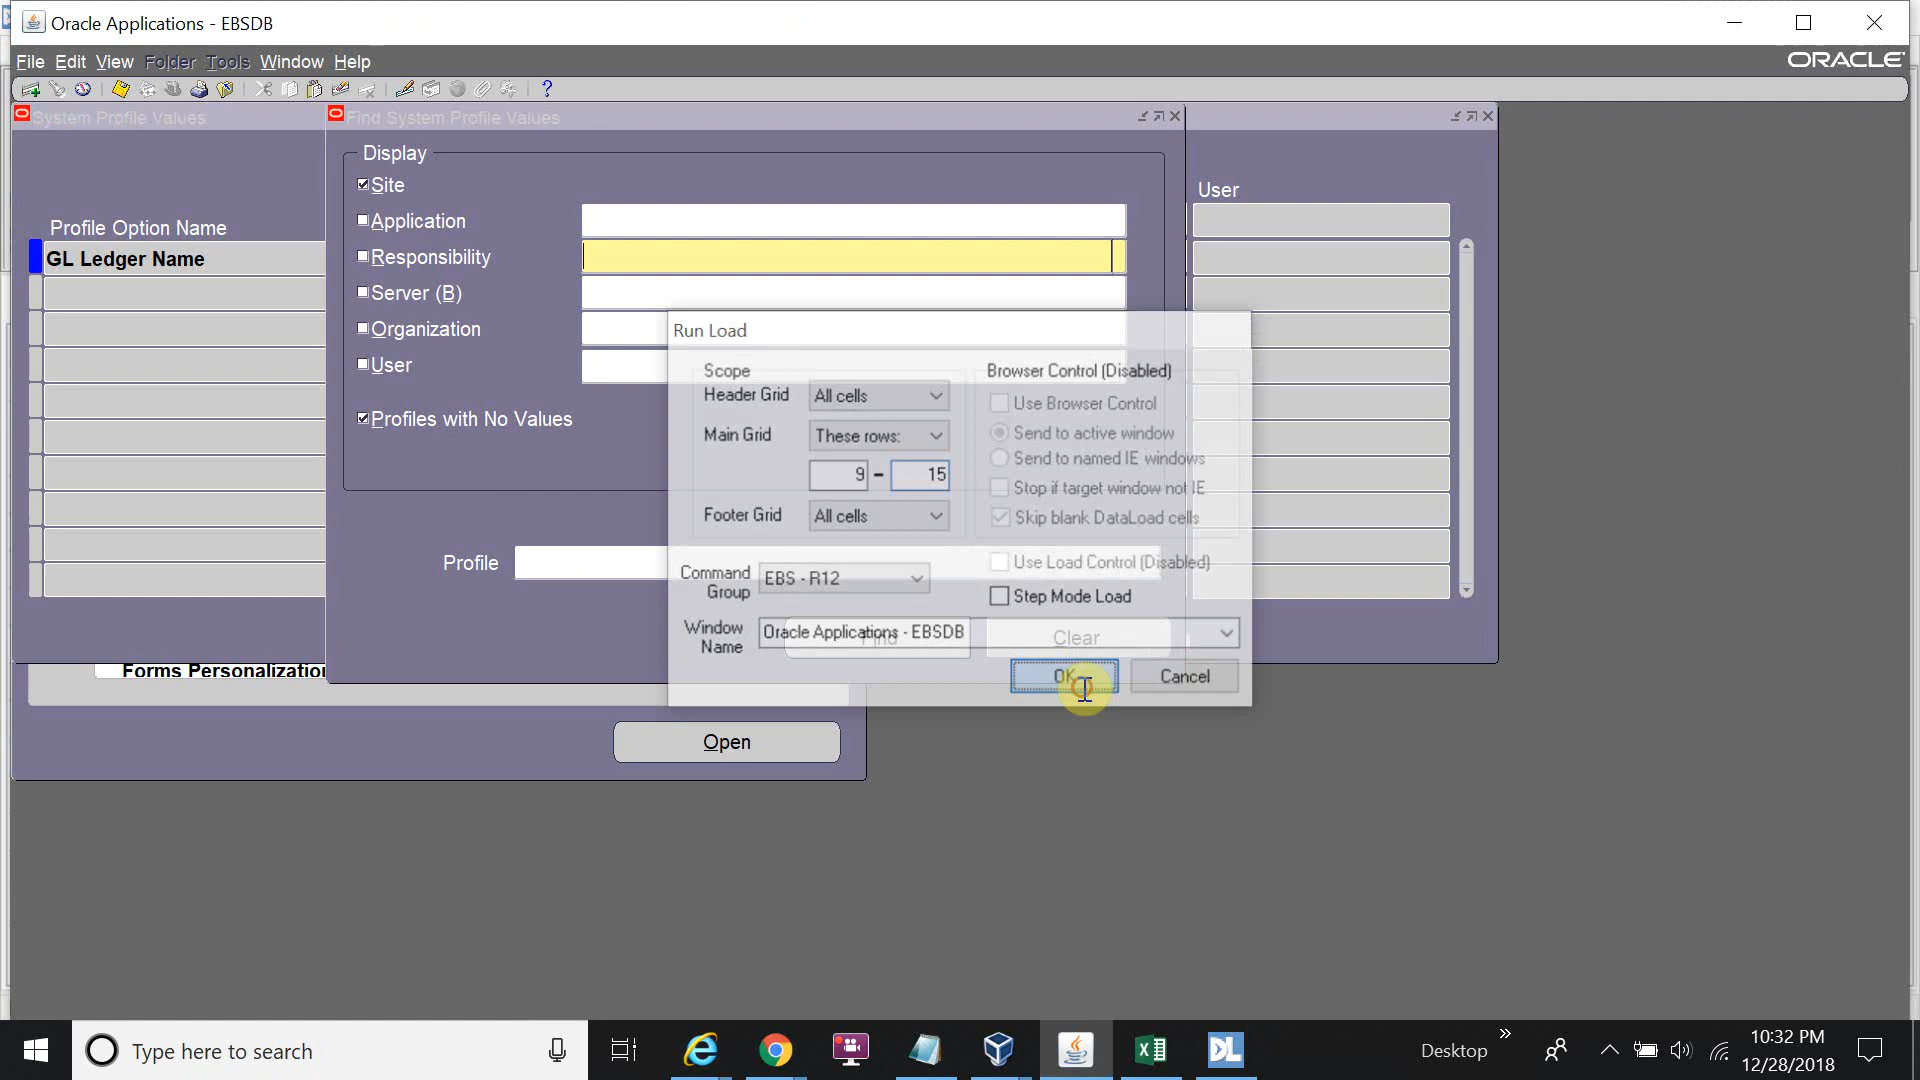 Oracle Applications - EBSDB
File Edit View Folder Tools Window Help
ORACLE
System Profile Values
Find System Profile Values
Display
Site
Application
Responsibility
Server (B)
Organization
User
Profiles with No Values
Profile
Find
Clear
User
Profile Option Name
GL Ledger Name
Run Load
Scope
Header Grid All cells
Main Grid These rows:
9 - 15
Footer Grid All cells
Command Group EBS - R12
Window Name Oracle Applications - EBSDB
Browser Control (Disabled)
Use Browser Control
Send to active window
Send to named IE windows
Stop if target window not IE
Skip blank DataLoad cells
Use Load Control (Disabled)
Step Mode Load
OK
Cancel
Forms Personalization
Open
Type here to search
Desktop
10:32 PM
12/28/2018